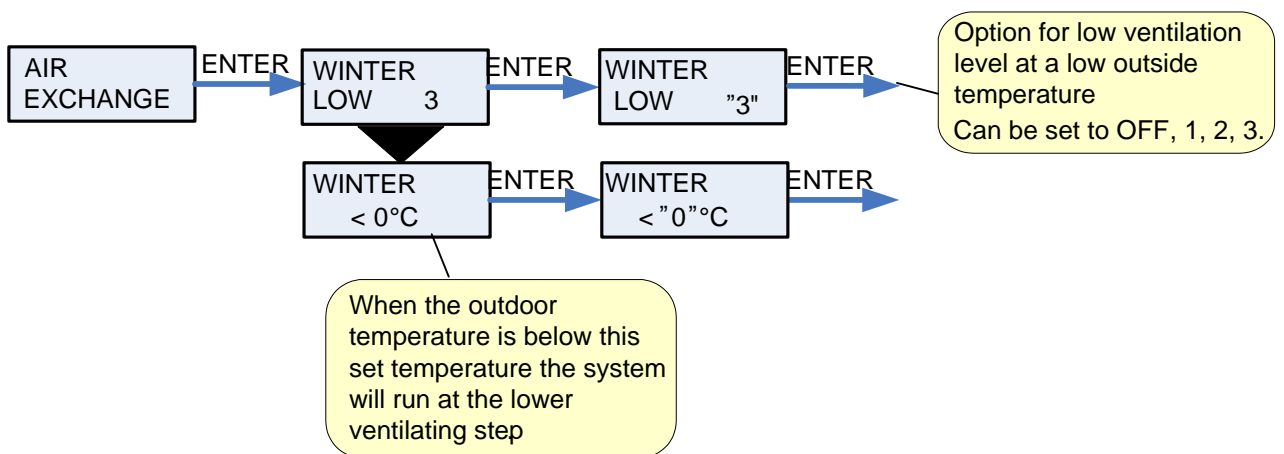 AIR
EXCHANGE
ENTER
WINTER
LOW 3
ENTER
WINTER
LOW ”3"
ENTER
Option for low ventilation
level at a low outside
temperature
Can be set to OFF, 1, 2, 3.
WINTER
< 0°C
ENTER
WINTER
< ”0”°C
ENTER
When the outdoor
temperature is below this
set temperature the system
will run at the lower
ventilating step.